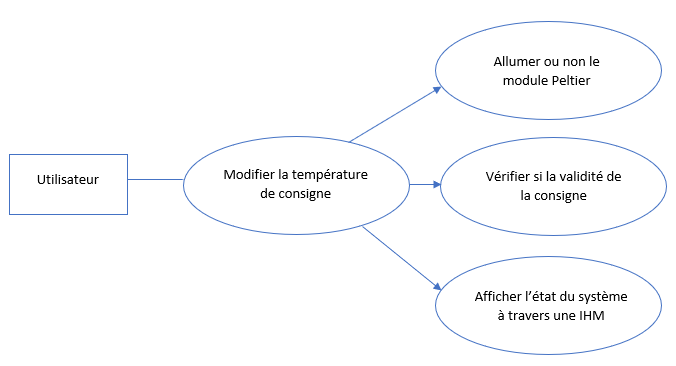 Allumer ou non le
module Peltier
Utilisateur
Modifier la température
de consigne
Vérifier si la validité de
la consigne
Afficher l’état du système
à travers une IHM